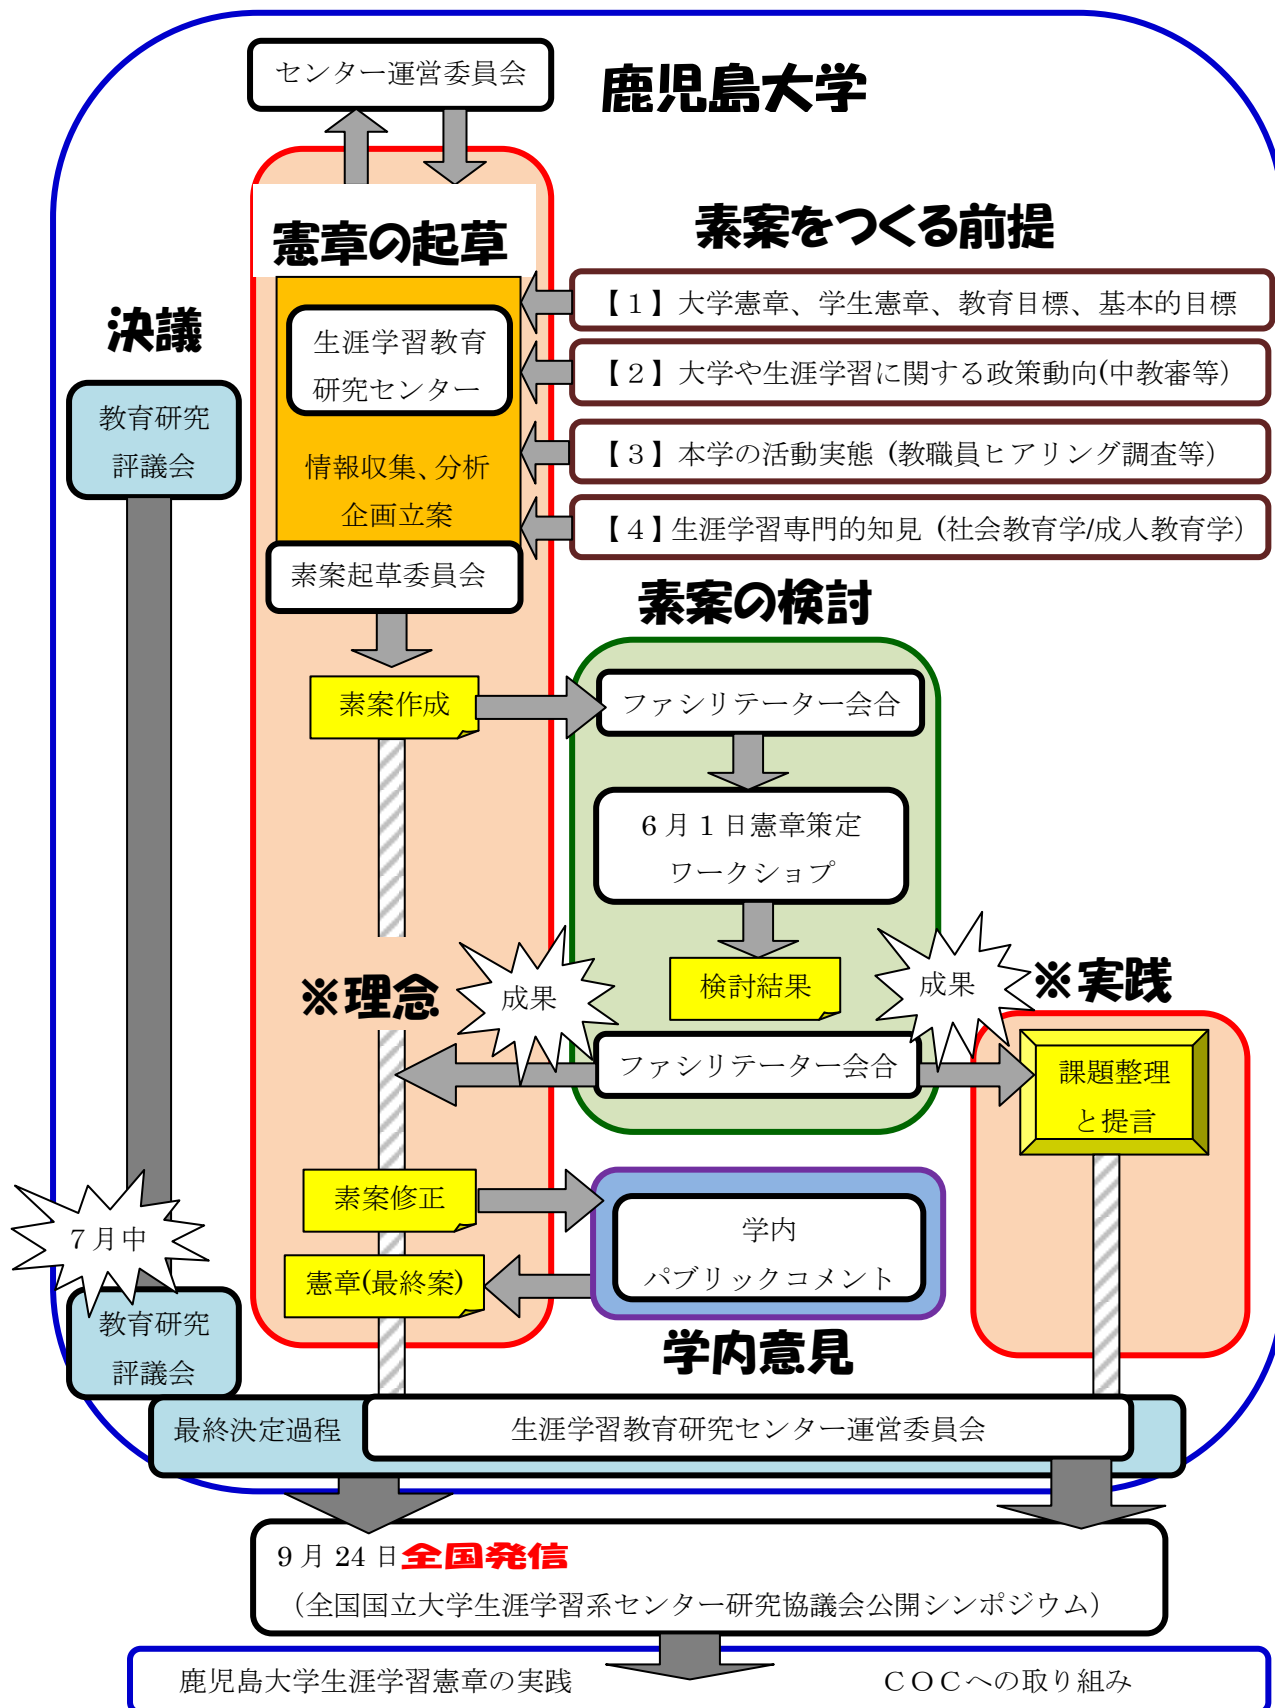 センター運営委員会
鹿児島大学
憲章の起草
素案をつくる前提
【１】大学憲章、学生憲章、教育目標、基本的目標
決議
生涯学習教育
研究センター
【２】大学や生涯学習に関する政策動向(中教審等)
教育研究
評議会
情報収集、分析
企画立案
【３】本学の活動実態 (教職員ヒアリング調査等)
【４】生涯学習専門的知見 (社会教育学/成人教育学)
素案起草委員会
素案の検討
素案作成
ファシリテーター会合
６月１日憲章策定
ワークショプ
※理念
成果
検討結果
成果
※実践
ファシリテーター会合
課題整理
と提言
素案修正
学内
パブリックコメント
７月中
憲章(最終案)
教育研究
評議会
学内意見
最終決定過程
生涯学習教育研究センター運営委員会
９月 24 日全国発信
（全国国立大学生涯学習系センター研究協議会公開シンポジウム）
鹿児島大学生涯学習憲章の実践
ＣＯＣへの取り組み